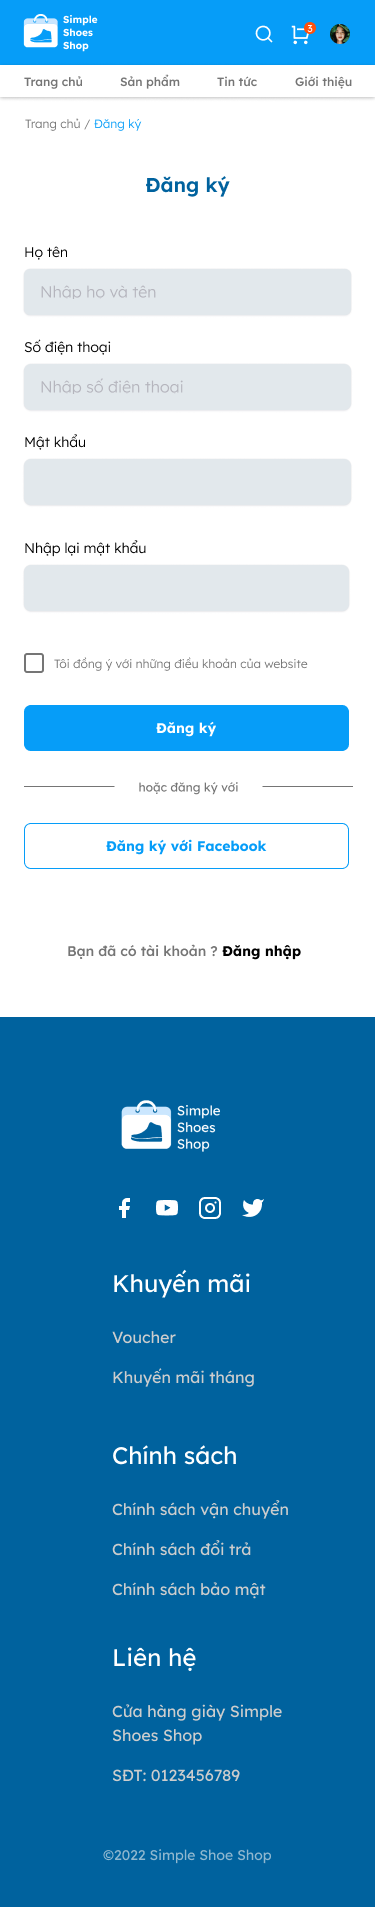 Simple
Shoes
Shop
3
Trang chủ Sản phẩm Tin tức Giới thiệu
Trang chủ / Đăng ký
Đăng ký
Họ tên
Nhập họ và tên
Số điện thoại
Nhập số điện thoại
Mật khẩu
Nhập lại mật khẩu
Tôi đồng ý với những điều khoản của website
Đăng ký
hoặc đăng ký với
Đăng ký với Facebook
Bạn đã có tài khoản ? Đăng nhập
Simple
Shoes
Shop
Khuyến mãi
Voucher
Khuyến mãi tháng
Chính sách
Chính sách vận chuyển
Chính sách đổi trả
Chính sách bảo mật
Liên hệ
Cửa hàng giày Simple
Shoes Shop
SĐT: 0123456789
©2022 Simple Shoe Shop